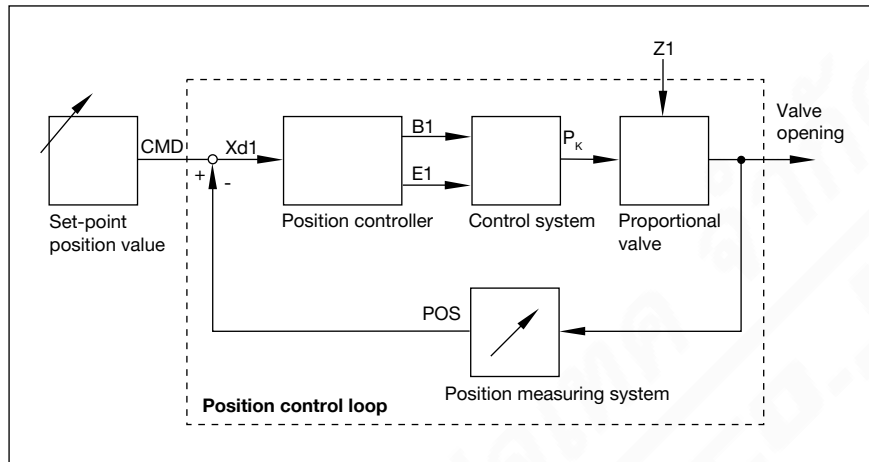 Z1
Valve
opening
CMD
Xd1
B1
E1
P_K
+
-
Set-point
position value
Position controller
Control system
Proportional
valve
POS
Position measuring system
Position control loop